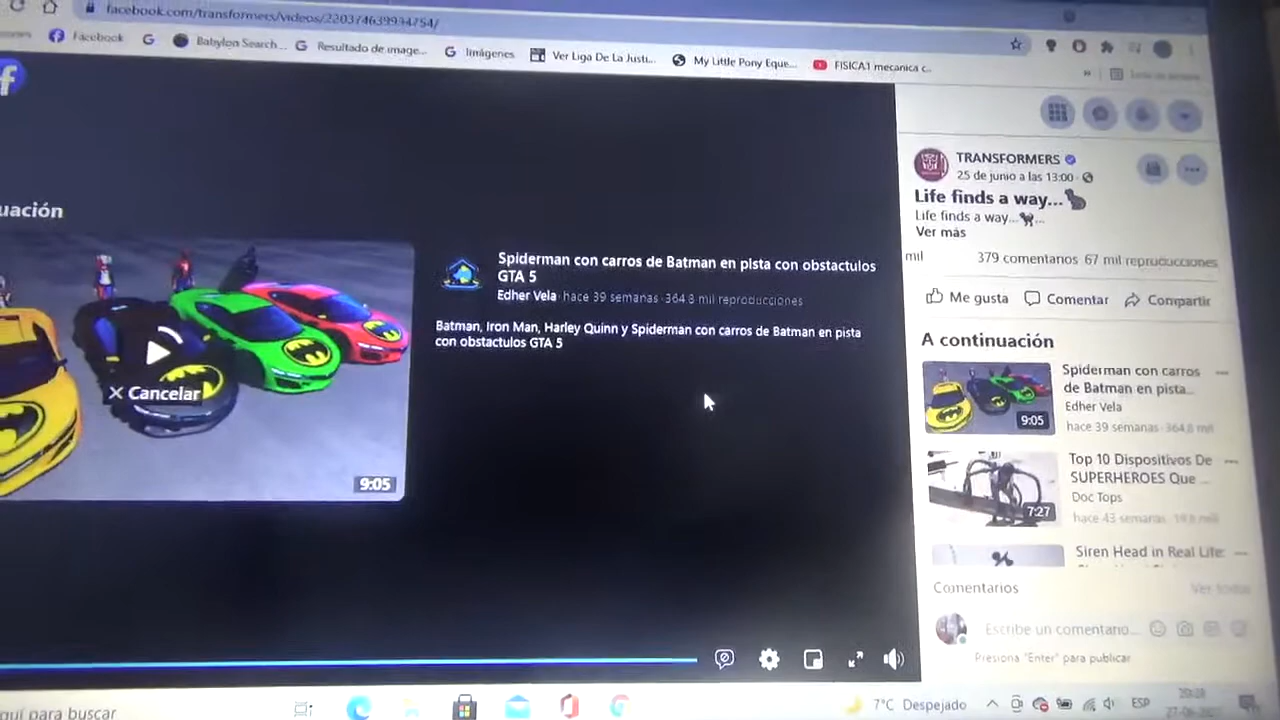 facebook.com/transformers/videos/220374639934754/
Facebook
Babylon Search...
Resultado de image...
Imágenes
Ver Liga De La Justi...
My Little Pony Eque...
FISICA1 mecanica c...
»
uación
Cancelar
9:05
Spiderman con carros de Batman en pista con obstactulos
GTA 5
Edher Vela · hace 39 semanas · 364,8 mil reproducciones
Batman, Iron Man, Harley Quinn y Spiderman con carros de Batman en pista
con obstactulos GTA 5
TRANSFORMERS
25 de junio a las 13:00 ·
Life finds a way...
Life finds a way......
Ver más
mil
379 comentarios 67 mil reproducciones
Me gusta
Comentar
Compartir
A continuación
Spiderman con carros
de Batman en pista...
Edher Vela
hace 39 semanas · 364,8 mil
9:05
Top 10 Dispositivos De
SUPERHEROES Que ...
Doc Tops
hace 43 semanas ·
7:27
Siren Head in Real Life:
Comentarios
Ver todos
Escribe un comentario...
Presiona "Enter" para publicar
quí para buscar
7°C Despejado
ESP